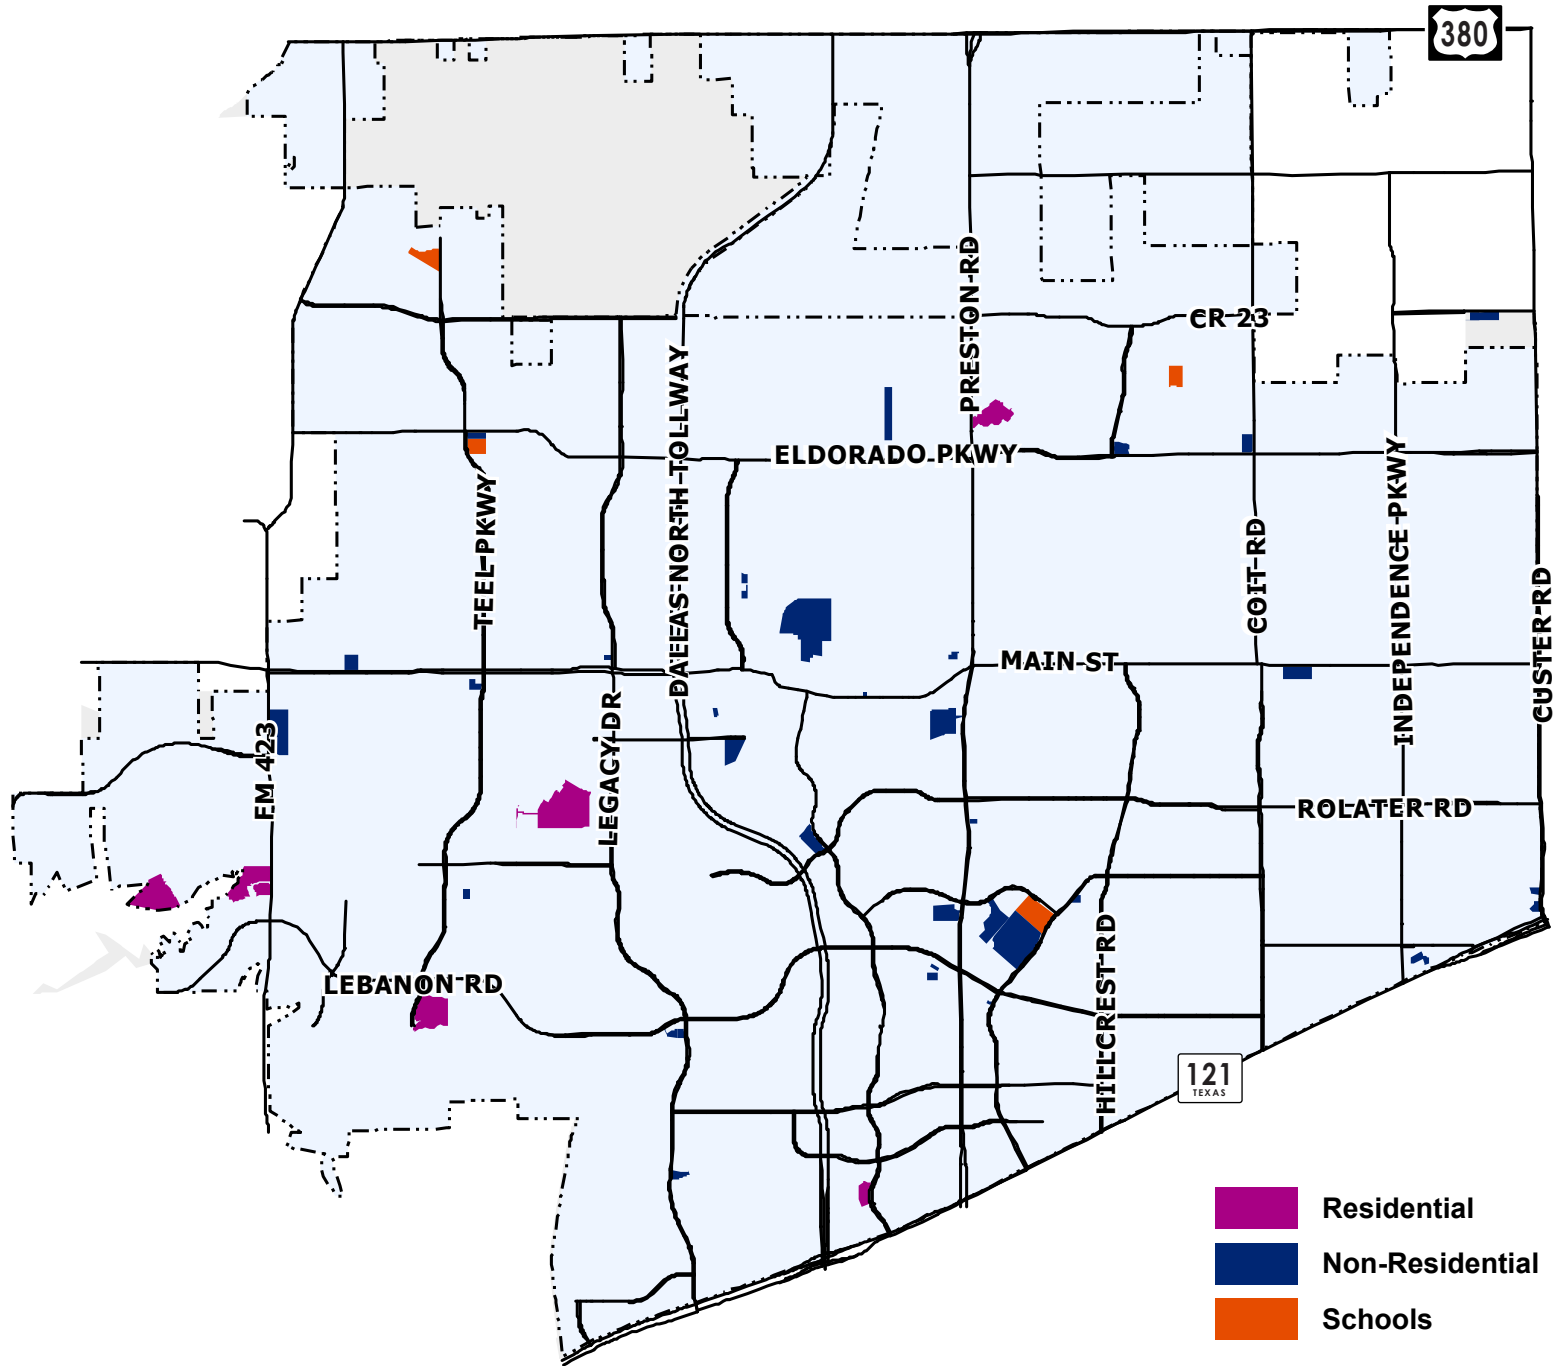 380
PRESTON RD
CR 23
DALLAS NORTH TOLLWAY
ELDORADO PKWY
INDEPENDENCE PKWY
TEEL PKWY
COIT RD
CUSTER RD
MAIN ST
LEGACY DR
FM 423
ROLATER RD
HILLCREST RD
LEBANON RD
121
TEXAS
Residential
Non-Residential
Schools